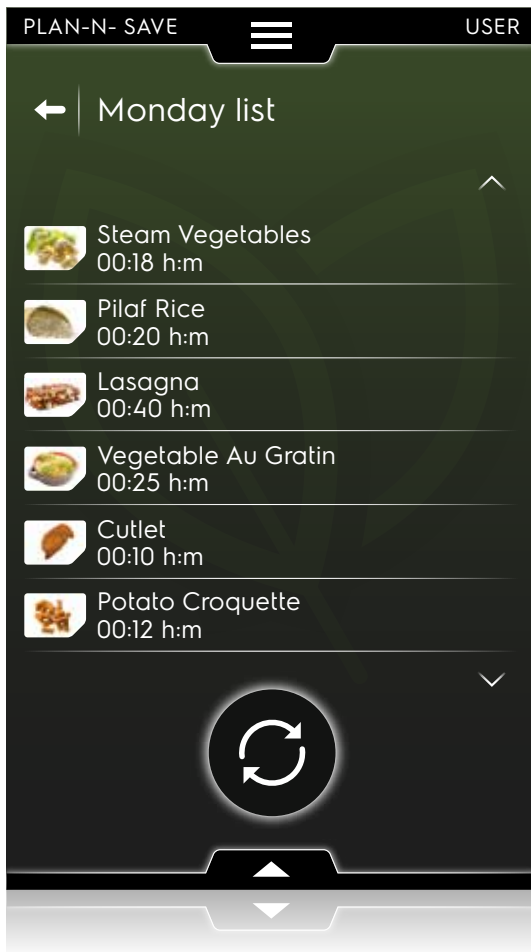 PLAN-N- SAVE
USER
Monday list
Steam Vegetables
00:18 h:m
Pilaf Rice
00:20 h:m
Lasagna
00:40 h:m
Vegetable Au Gratin
00:25 h:m
Cutlet
00:10 h:m
Potato Croquette
00:12 h:m